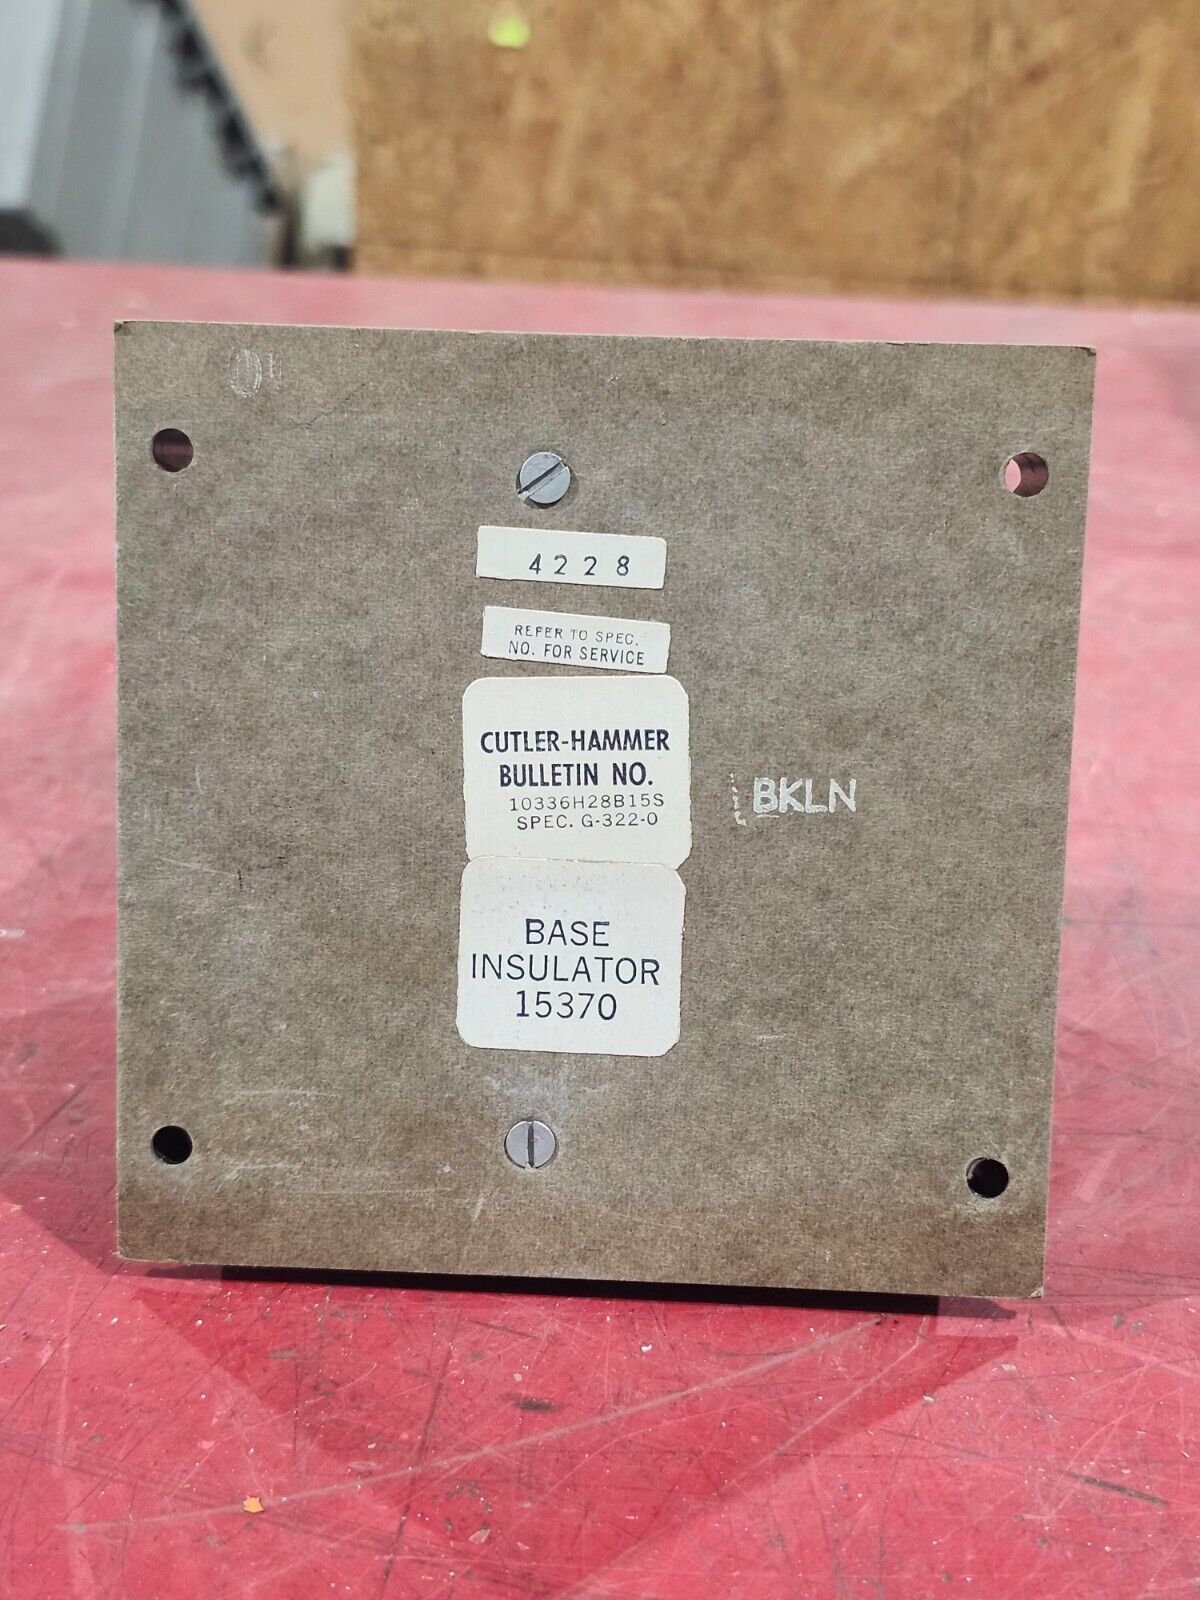 4228
REFER TO SPEC.
NO. FOR SERVICE
CUTLER-HAMMER
BULLETIN NO.
10336H28B15S
SPEC. G-322-0
BKLN
BASE
INSULATOR
15370